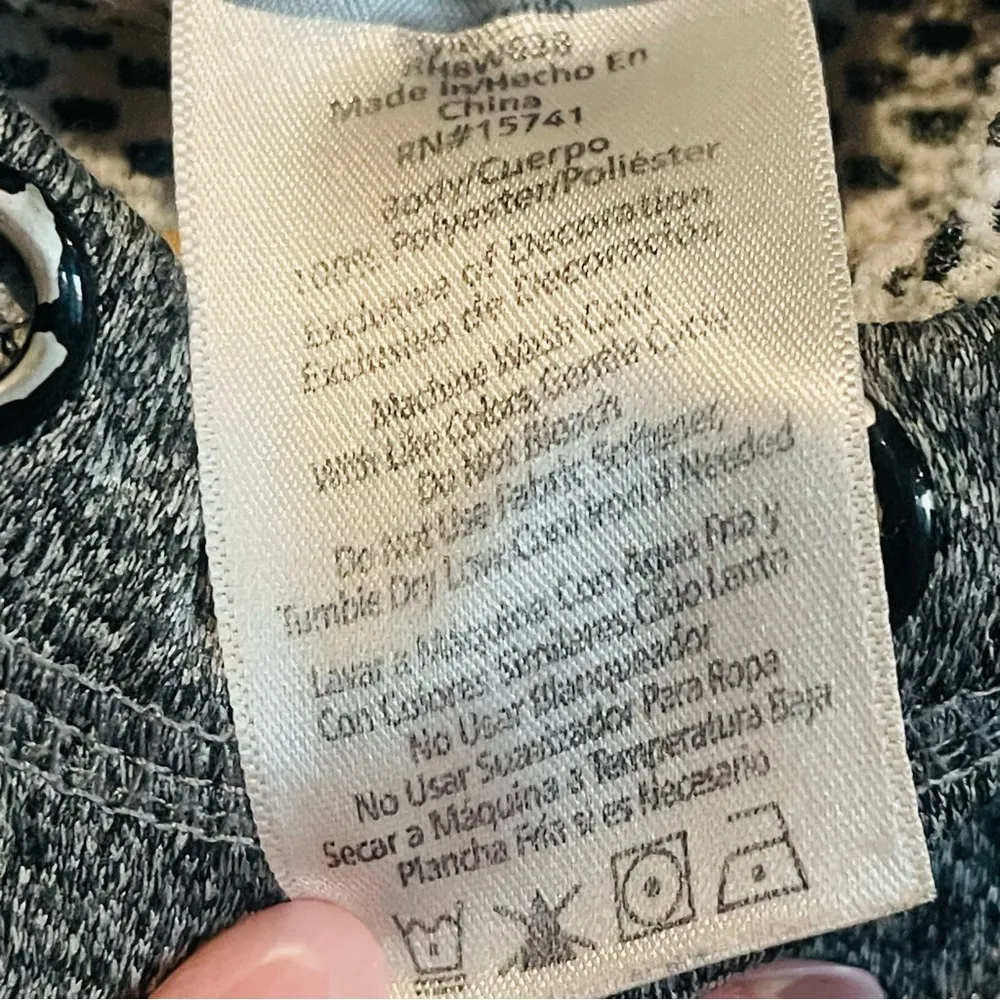 Made In/Hecho En
China
RN#15741
Body/Cuerpo
100% Polyester/Poliéster
Exclusive of Decoration
Exclusivo de Decoración
Machine Wash Cold
With Like Colors, Gentle Cycle
Do Not Bleach
Do not Use Fabric Softener,
Tumble Dry Low, Cool Iron if Needed
Lavar a Máquina Con Agua Fria y
Con Colores Similares, Ciclo Lento
No Usar Blanqueador
No Usar Suavizador Para Ropa
Secar a Máquina a Temperatura Baja
Plancha Fría si es Necesario